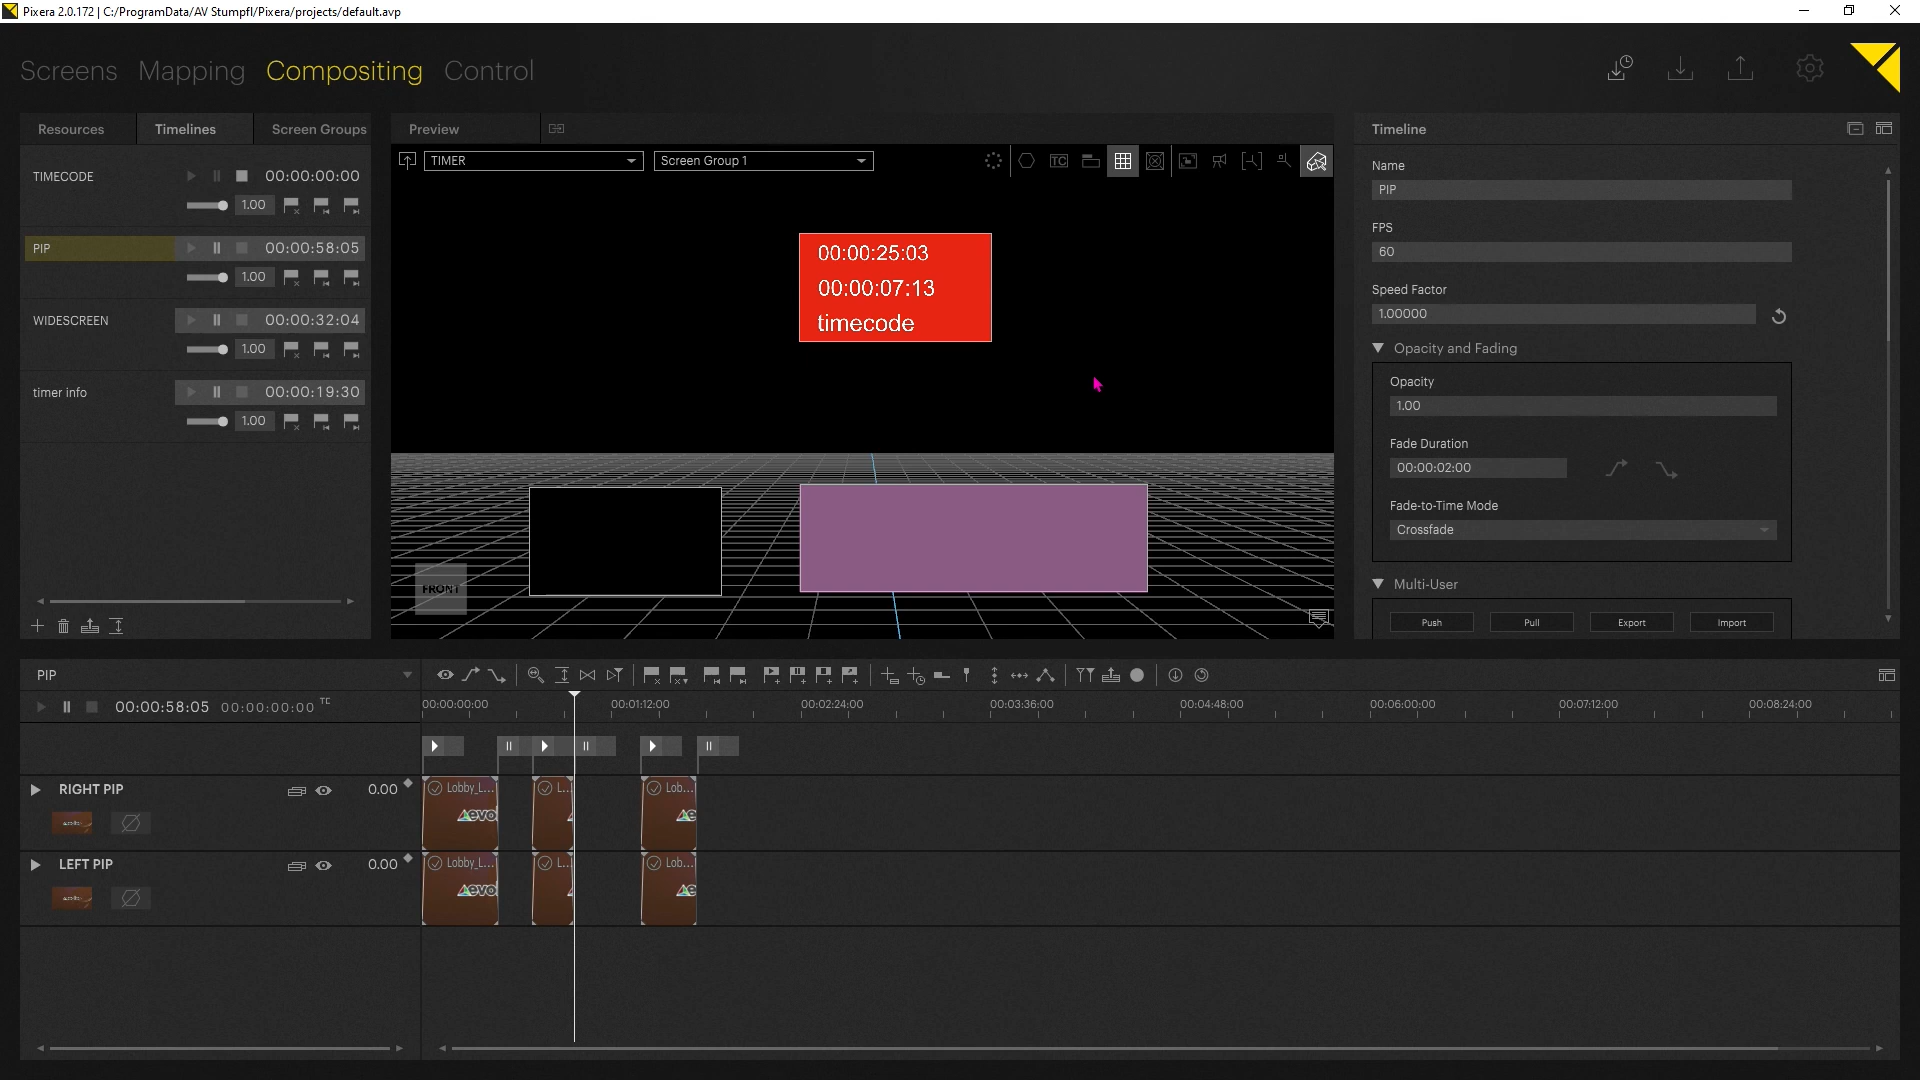 Pixera 2.0.172 | C:/ProgramData/AV Stumpfl/Pixera/projects/default.avp
Screens Mapping Compositing Control
Resources Timelines Screen Groups
Preview
Timeline
TIMER
Screen Group 1
TC
TIMECODE 00:00:00:00
1.00
PIP 00:00:58:05
1.00
WIDESCREEN 00:00:32:04
1.00
timer info 00:00:19:30
1.00
00:00:25:03
00:00:07:13
timecode
FRONT
Name
PIP
FPS
60
Speed Factor
1.00000
Opacity and Fading
Opacity
1.00
Fade Duration
00:00:02:00
Fade-to-Time Mode
Crossfade
Multi-User
Push Pull Export Import
PIP
00:00:58:05 00:00:00:00 TC
00:00:00:00 00:01:12:00 00:02:24:00 00:03:36:00 00:04:48:00 00:06:00:00 00:07:12:00 00:08:24:00
RIGHT PIP 0.00
Lobby_L... L... Lob...
evo e
LEFT PIP 0.00
Lobby_L... L... Lob...
evo e